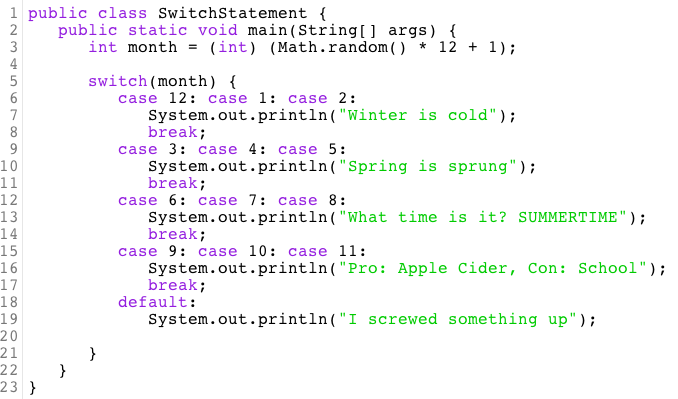 1 public class SwitchStatement {
2    public static void main(String[] args) {
3       int month = (int) (Math.random() * 12 + 1);
4
5       switch(month) {
6          case 12: case 1: case 2:
7             System.out.println("Winter is cold");
8             break;
9          case 3: case 4: case 5:
10             System.out.println("Spring is sprung");
11             break;
12          case 6: case 7: case 8:
13             System.out.println("What time is it? SUMMERTIME");
14             break;
15          case 9: case 10: case 11:
16             System.out.println("Pro: Apple Cider, Con: School");
17             break;
18          default:
19             System.out.println("I screwed something up");
20
21       }
22    }
23 }